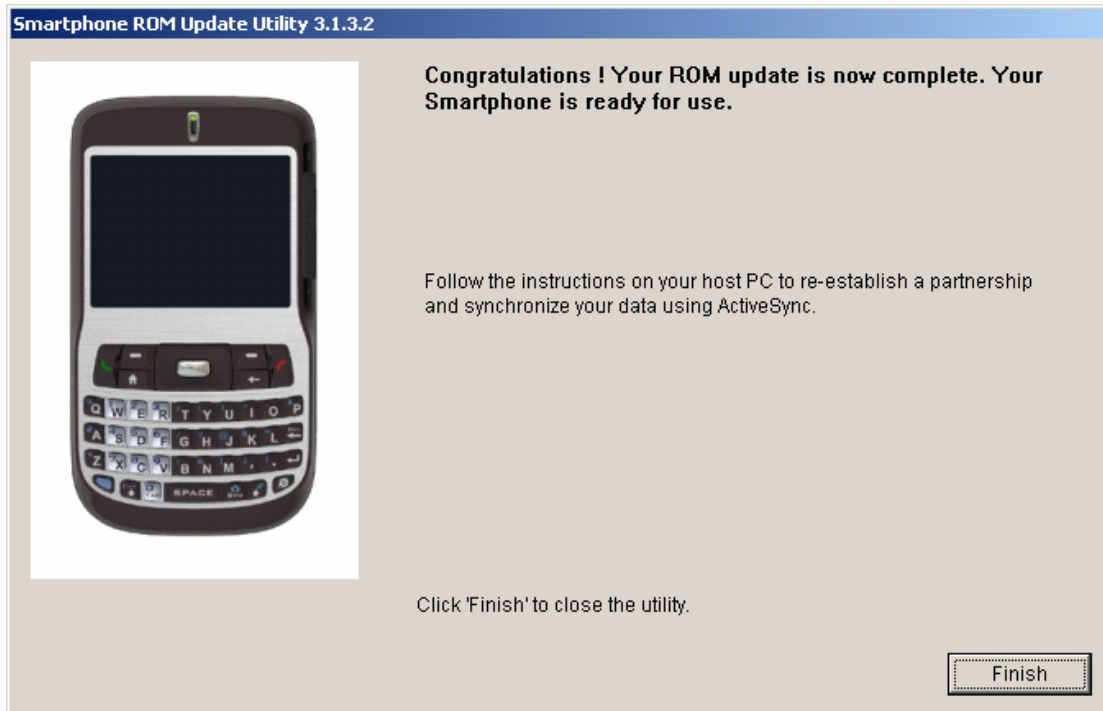 Smartphone ROM Update Utility 3.1.3.2
Congratulations ! Your ROM update is now complete. Your
Smartphone is ready for use.
Follow the instructions on your host PC to re-establish a partnership
and synchronize your data using ActiveSync.
Q W E R T Y U I O P
A S D F G H J K L
Z X C V B N M , .
SPACE
Click 'Finish' to close the utility.
Finish